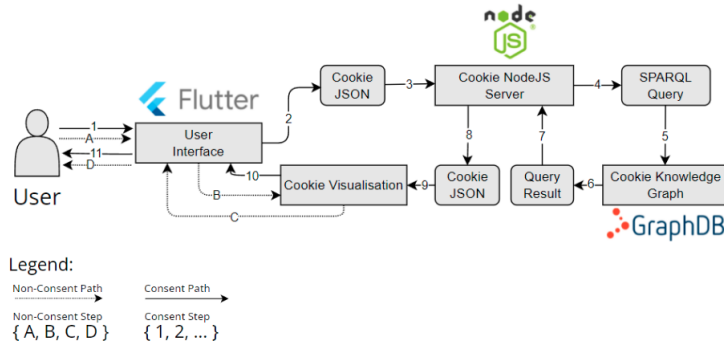 node
JS
Flutter
Cookie
JSON
3
Cookie NodeJS
Server
4
SPARQL
Query
1
A
11
D
User
User
Interface
2
8
7
5
B
10
C
Cookie Visualisation
9
Cookie
JSON
Query
Result
6
Cookie Knowledge
Graph
GraphDB
Legend:
Non-Consent Path
Consent Path
Non-Consent Step
{ A, B, C, D }
Consent Step
{ 1, 2, ... }